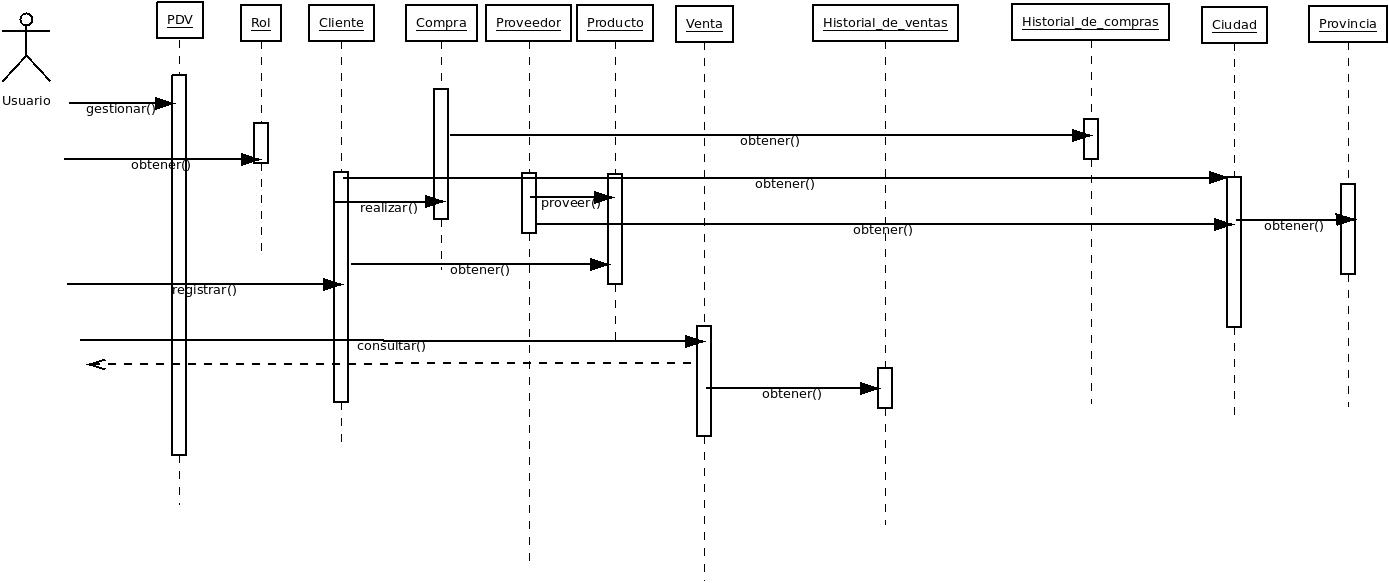 PDV
Rol
Cliente
Compra
Proveedor
Producto
Venta
Historial_de_ventas
Historial_de_compras
Ciudad
Provincia
Usuario
gestionar()
obtener()
obtener()
obtener()
realizar()
proveer()
obtener()
obtener()
obtener()
registrar()
consultar()
obtener()